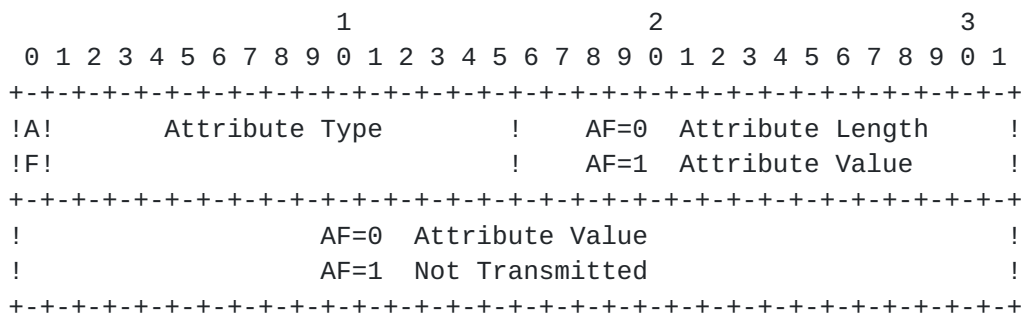 1                   2                   3
 0 1 2 3 4 5 6 7 8 9 0 1 2 3 4 5 6 7 8 9 0 1 2 3 4 5 6 7 8 9 0 1
+-+-+-+-+-+-+-+-+-+-+-+-+-+-+-+-+-+-+-+-+-+-+-+-+-+-+-+-+-+-+-+-+
!A!       Attribute Type        !    AF=0  Attribute Length     !
!F!                             !    AF=1  Attribute Value      !
+-+-+-+-+-+-+-+-+-+-+-+-+-+-+-+-+-+-+-+-+-+-+-+-+-+-+-+-+-+-+-+-+
!                   AF=0  Attribute Value                       !
!                   AF=1  Not Transmitted                       !
+-+-+-+-+-+-+-+-+-+-+-+-+-+-+-+-+-+-+-+-+-+-+-+-+-+-+-+-+-+-+-+-+